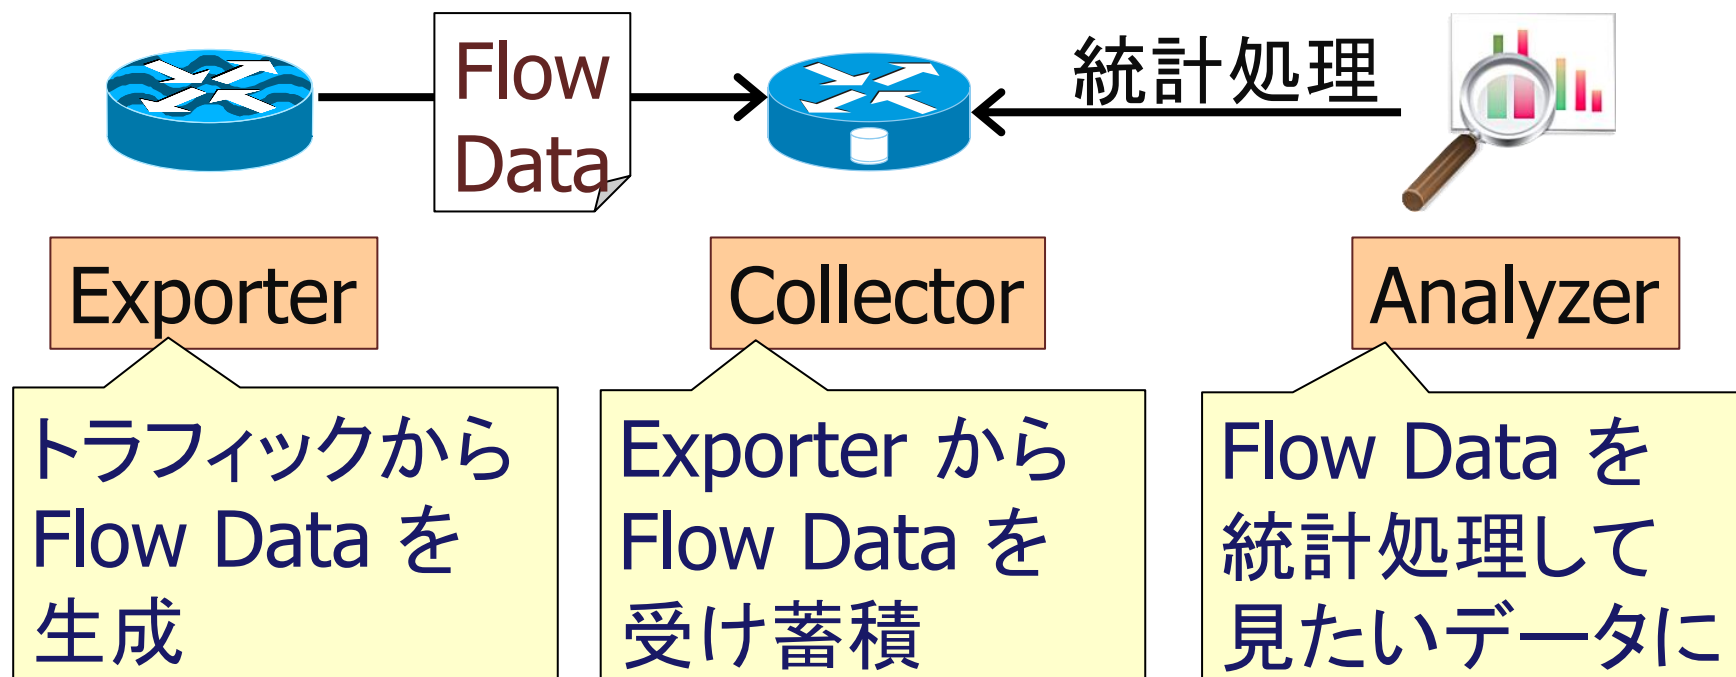 Flow
Data
統計処理
Exporter
Collector
Analyzer
トラフィックから
Flow Data を
生成
Exporter から
Flow Data を
受け蓄積
Flow Data を
統計処理して
見たいデータに